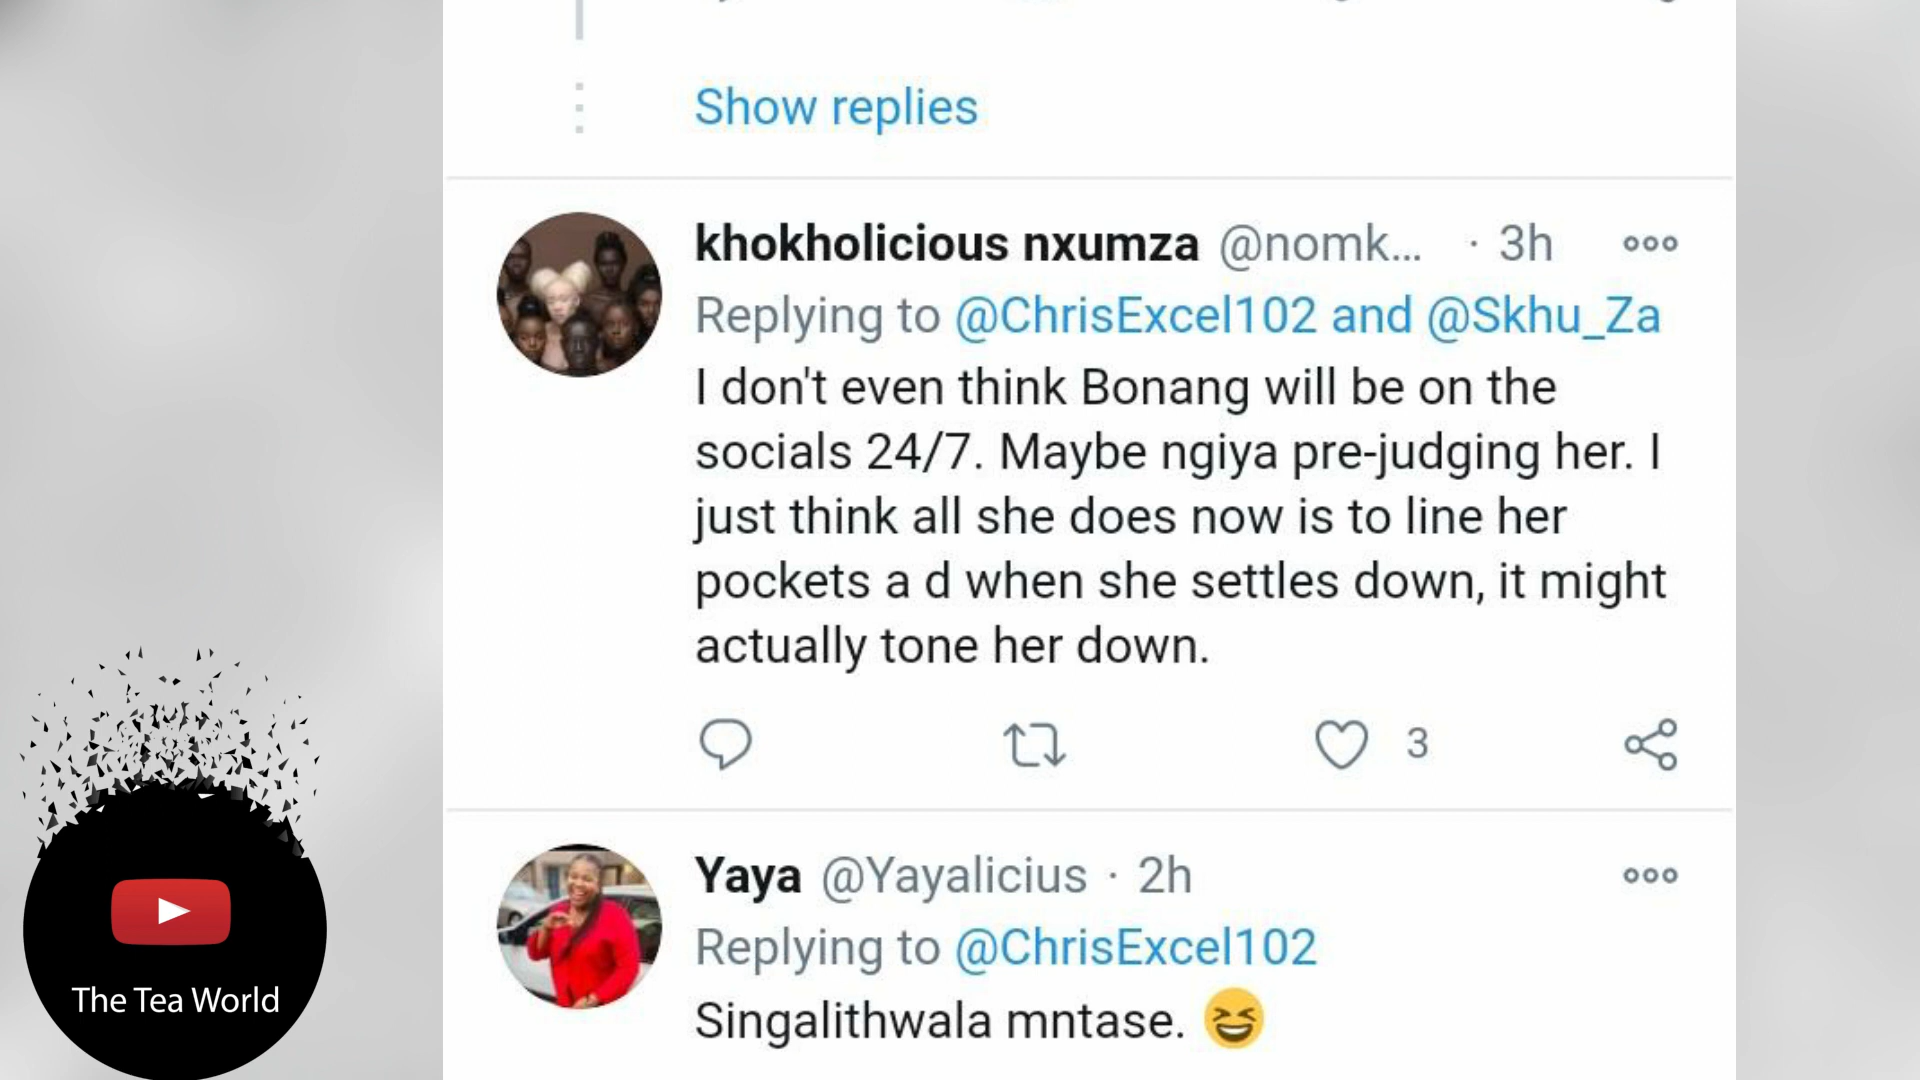 Show replies
khokholicious nxumza @nomk... · 3h
Replying to @ChrisExcel102 and @Skhu_Za
I don't even think Bonang will be on the
socials 24/7. Maybe ngiya pre-judging her. I
just think all she does now is to line her
pockets a d when she settles down, it might
actually tone her down.
3
Yaya @Yayalicius · 2h
Replying to @ChrisExcel102
Singalithwala mntase. 😆
The Tea World